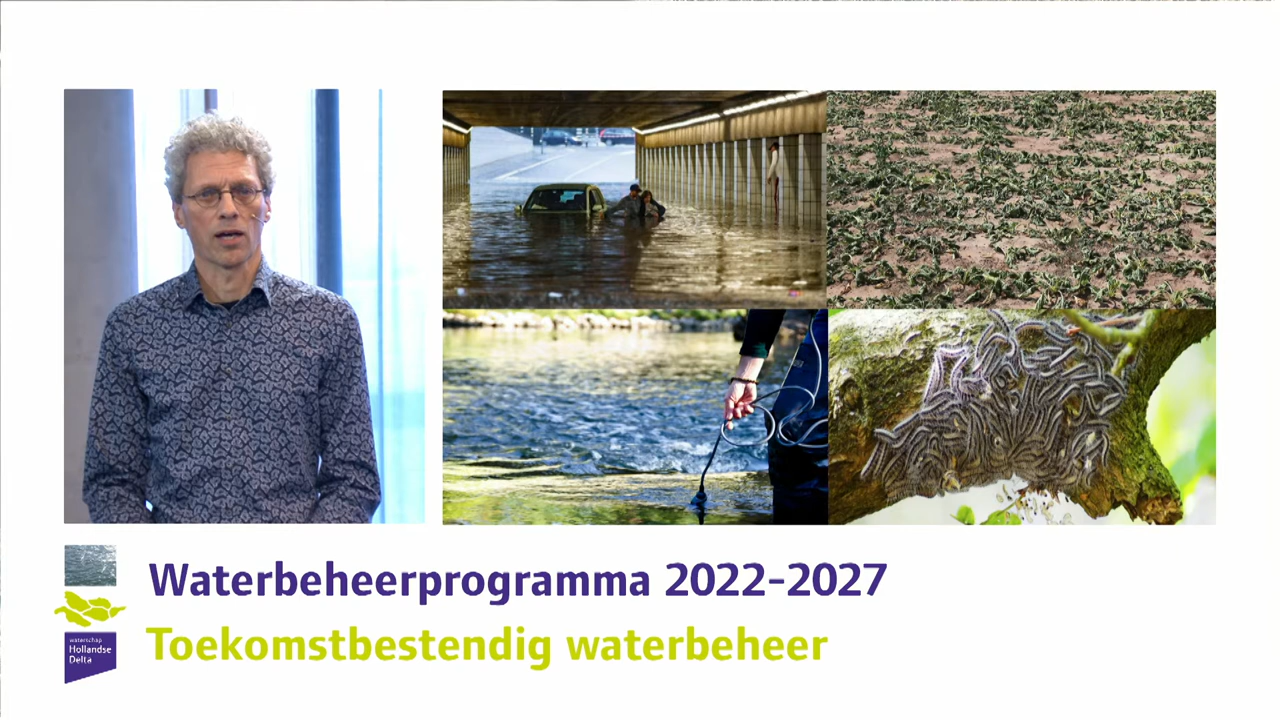 Waterbeheerprogramma 2022-2027
Toekomstbestendig waterbeheer
waterschap
Hollandse
Delta